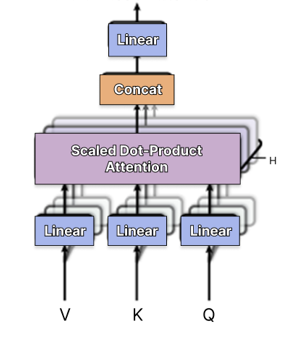 Linear
Concat
Scaled Dot-Product
Attention
H
Linear Linear Linear
V K Q